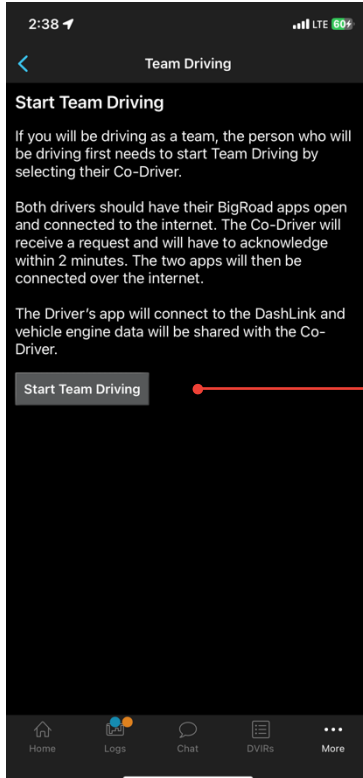 2:38 LTE 60
Team Driving
Start Team Driving
If you will be driving as a team, the person who will
be driving first needs to start Team Driving by
selecting their Co-Driver.
Both drivers should have their BigRoad apps open
and connected to the internet. The Co-Driver will
receive a request and will have to acknowledge
within 2 minutes. The two apps will then be
connected over the internet.
The Driver's app will connect to the DashLink and
vehicle engine data will be shared with the Co-
Driver.
Start Team Driving
Home Logs Chat DVIRs More